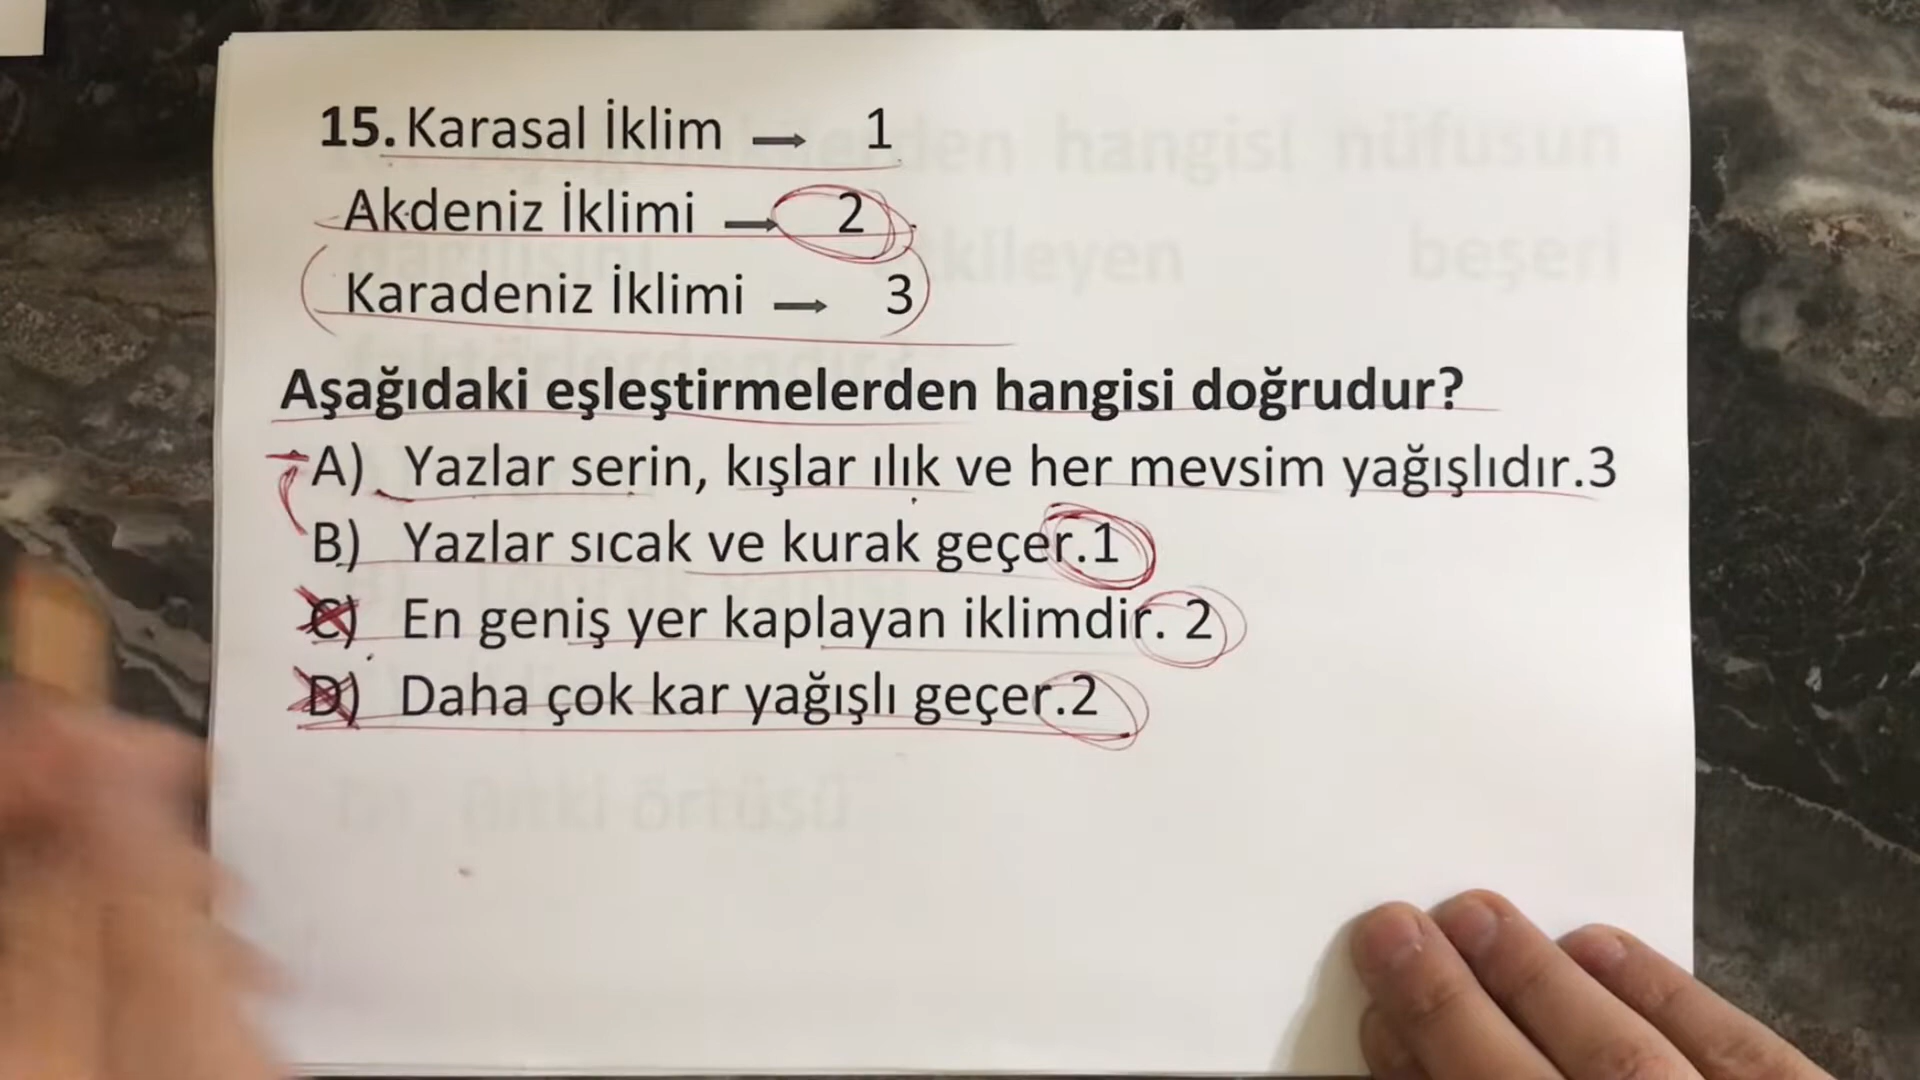 15. Karasal İklim → 1
Akdeniz İklimi → 2
Karadeniz İklimi → 3
Aşağıdaki eşleştirmelerden hangisi doğrudur?
A) Yazlar serin, kışlar ılık ve her mevsim yağışlıdır.3
B) Yazlar sıcak ve kurak geçer.1
C) En geniş yer kaplayan iklimdir. 2
D) Daha çok kar yağışlı geçer.2